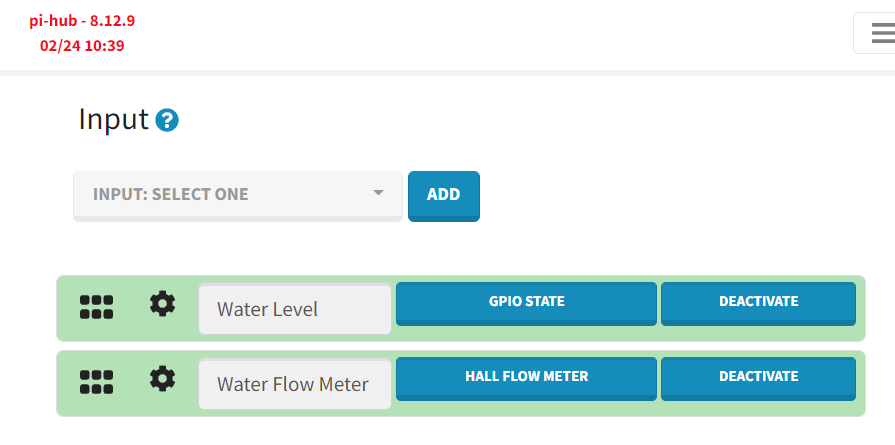 pi-hub - 8.12.9
02/24 10:39
Input ?
INPUT: SELECT ONE ADD
Water Level GPIO STATE DEACTIVATE
Water Flow Meter HALL FLOW METER DEACTIVATE